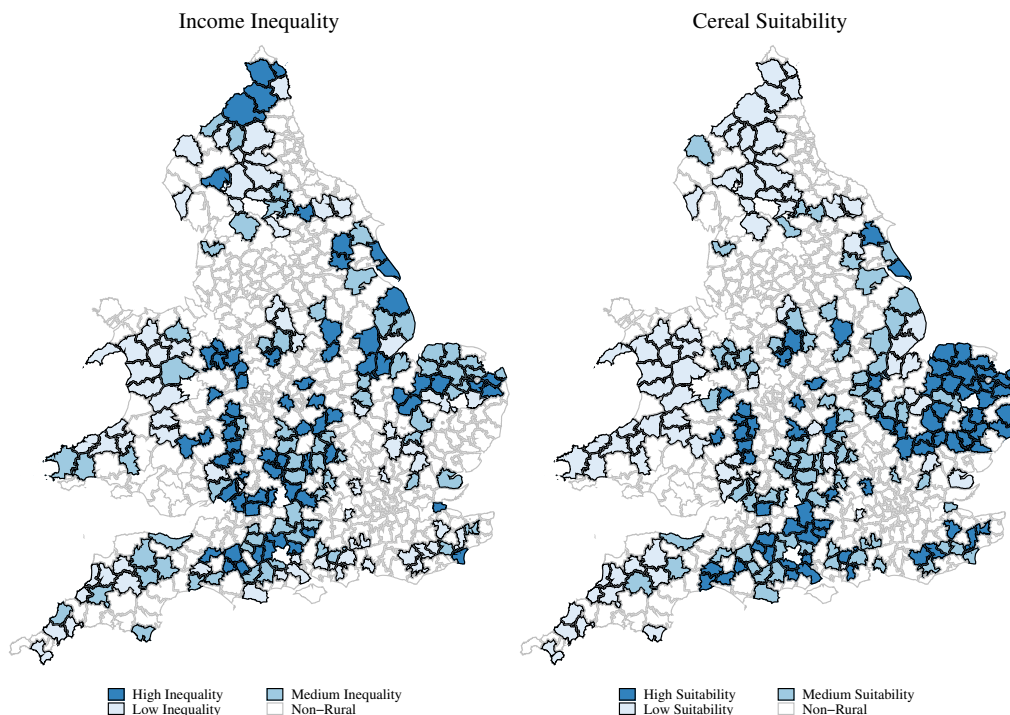 Income Inequality
Cereal Suitability
High Inequality
Medium Inequality
Low Inequality
Non−Rural
High Suitability
Medium Suitability
Low Suitability
Non−Rural